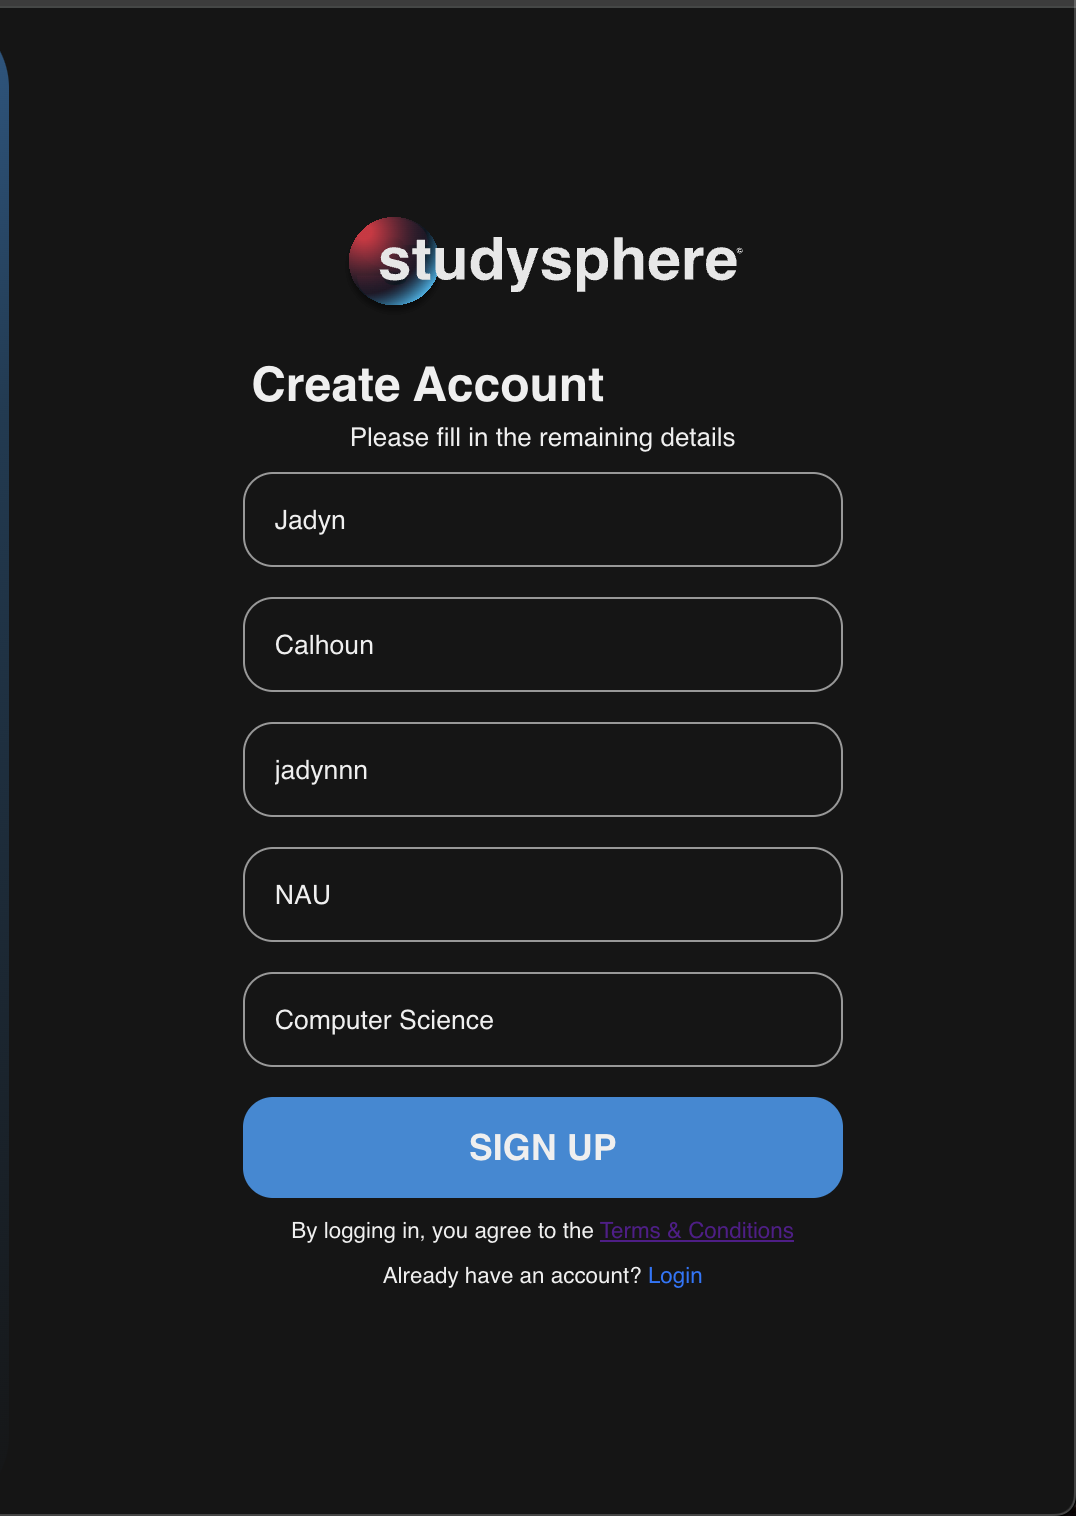 studysphere©
Create Account
Please fill in the remaining details
Jadyn
Calhoun
jadynnn
NAU
Computer Science
SIGN UP
By logging in, you agree to the Terms & Conditions
Already have an account? Login